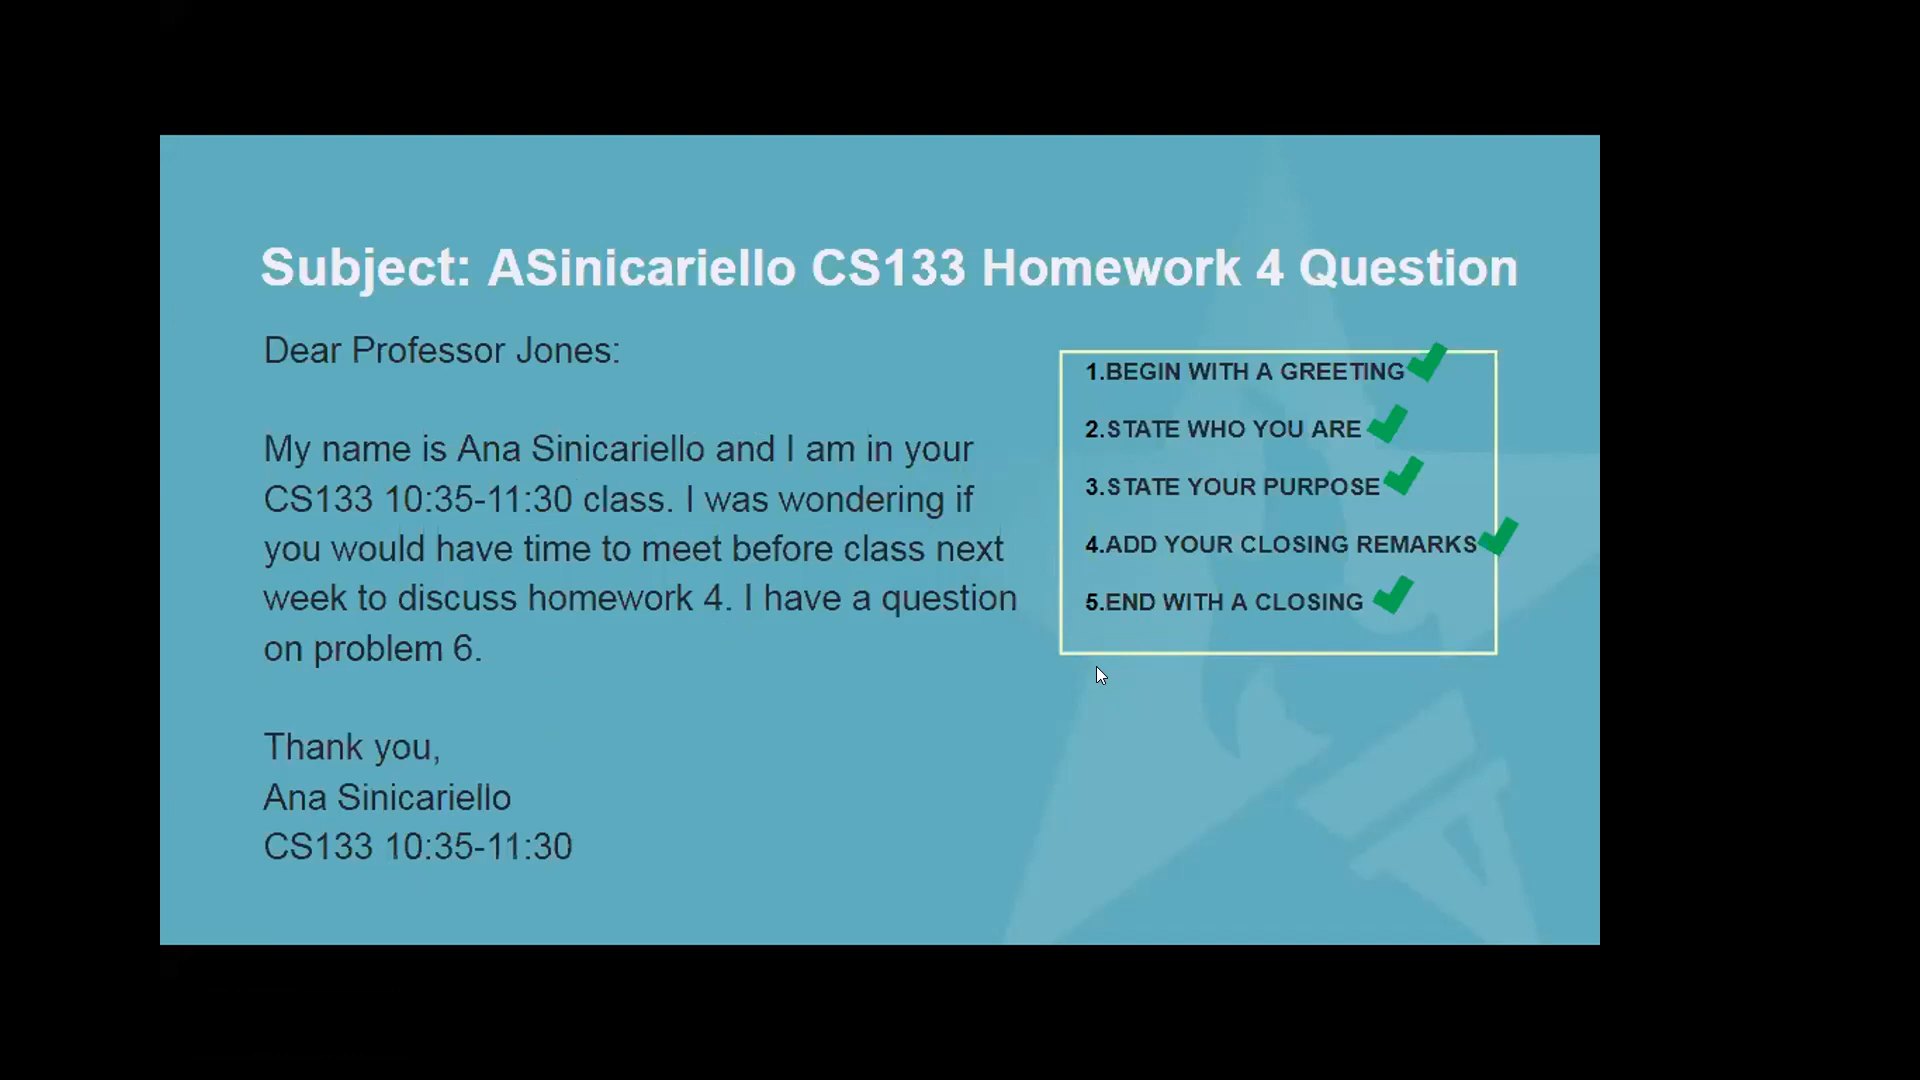 Subject: ASinicariello CS133 Homework 4 Question
Dear Professor Jones:
My name is Ana Sinicariello and I am in your
CS133 10:35-11:30 class. I was wondering if
you would have time to meet before class next
week to discuss homework 4. I have a question
on problem 6.
Thank you,
Ana Sinicariello
CS133 10:35-11:30
1.BEGIN WITH A GREETING
2.STATE WHO YOU ARE
3.STATE YOUR PURPOSE
4.ADD YOUR CLOSING REMARKS
5.END WITH A CLOSING